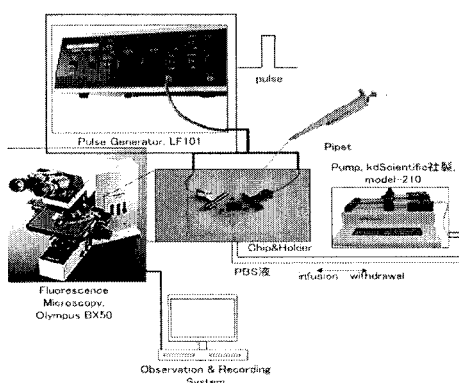 pulse
Pulse Generator, LF101
Pipet
Pump, kdScientific社製,
model-210
Chip&Holder
PBS液
infusion withdrawal
Fluorescence
Microscopy,
Olympus BX50
Observation & Recording
System